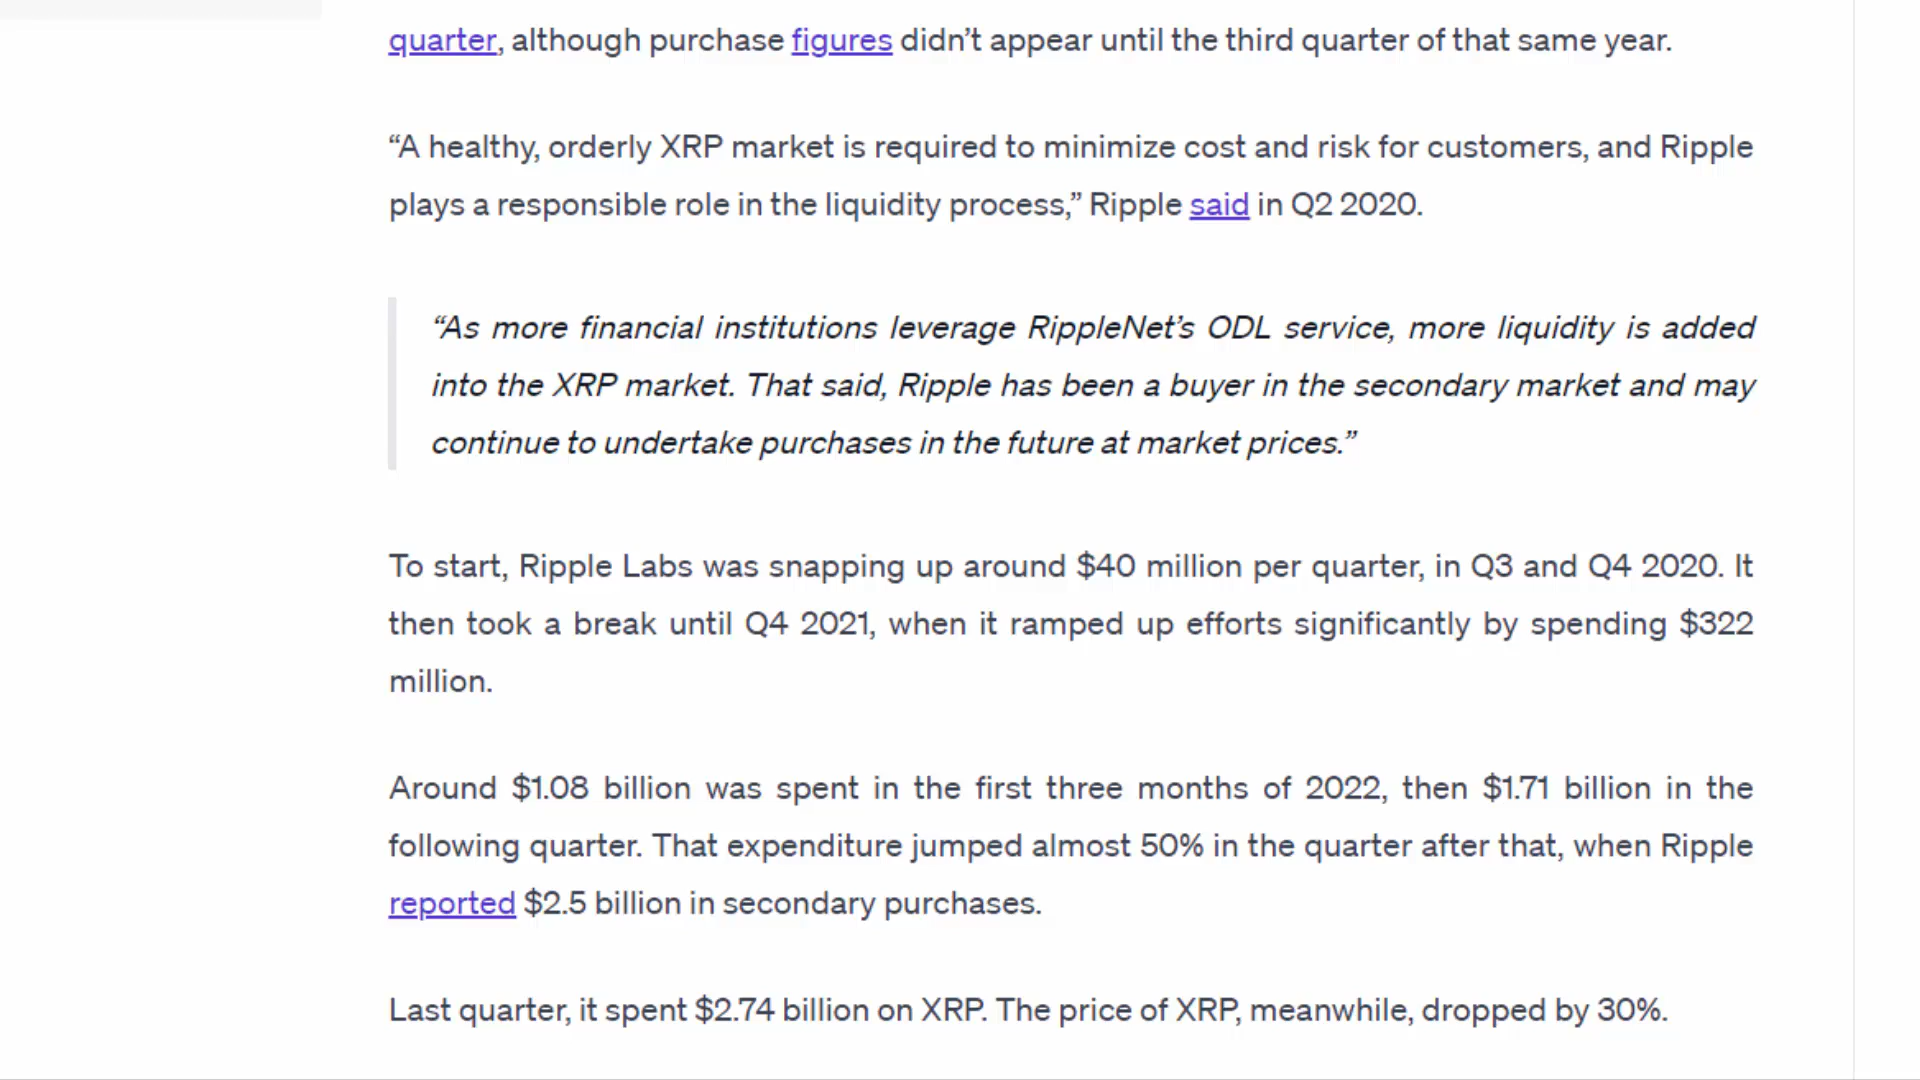 quarter, although purchase figures didn’t appear until the third quarter of that same year.
“A healthy, orderly XRP market is required to minimize cost and risk for customers, and Ripple
plays a responsible role in the liquidity process,” Ripple said in Q2 2020.
“As more financial institutions leverage RippleNet’s ODL service, more liquidity is added
into the XRP market. That said, Ripple has been a buyer in the secondary market and may
continue to undertake purchases in the future at market prices.”
To start, Ripple Labs was snapping up around $40 million per quarter, in Q3 and Q4 2020. It
then took a break until Q4 2021, when it ramped up efforts significantly by spending $322
million.
Around $1.08 billion was spent in the first three months of 2022, then $1.71 billion in the
following quarter. That expenditure jumped almost 50% in the quarter after that, when Ripple
reported $2.5 billion in secondary purchases.
Last quarter, it spent $2.74 billion on XRP. The price of XRP, meanwhile, dropped by 30%.